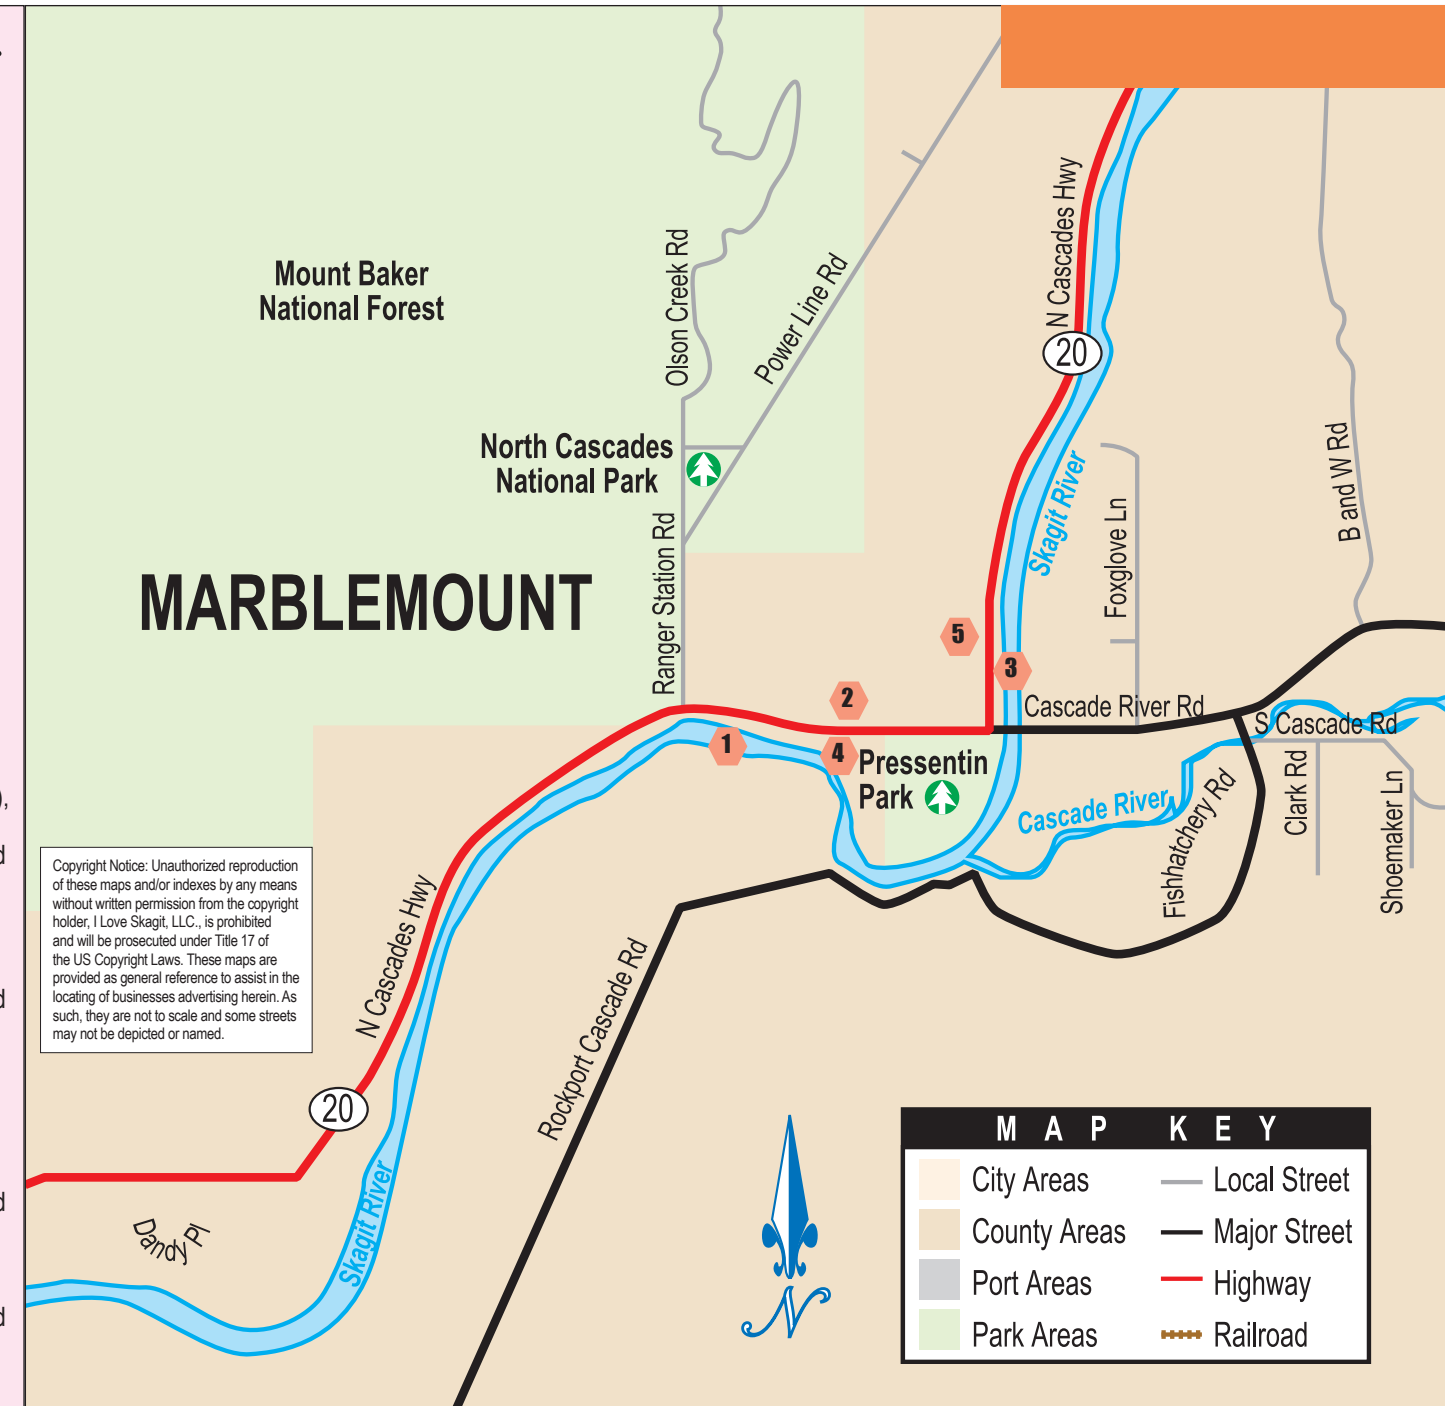 N Cascades Hwy
20
Olson Creek Rd
Power Line Rd
Mount Baker
National Forest
North Cascades
National Park
Skagit River
Foxglove Ln
B and W Rd
MARBLEMOUNT
Ranger Station Rd
5
3
2
Cascade River Rd
S Cascade Rd
1
4
Pressentin
Park
Cascade River
Fishhatchery Rd
Clark Rd
Shoemaker Ln
Copyright Notice: Unauthorized reproduction
of these maps and/or indexes by any means
without written permission from the copyright
holder, I Love Skagit, LLC., is prohibited
and will be prosecuted under Title 17 of
the US Copyright Laws. These maps are
provided as general reference to assist in the
locating of businesses advertising herein. As
such, they are not to scale and some streets
may not be depicted or named.
N Cascades Hwy
20
Rockport Cascade Rd
Skagit River
Dandy Pl
N
MAP KEY
City Areas
County Areas
Port Areas
Park Areas
Local Street
Major Street
Highway
Railroad